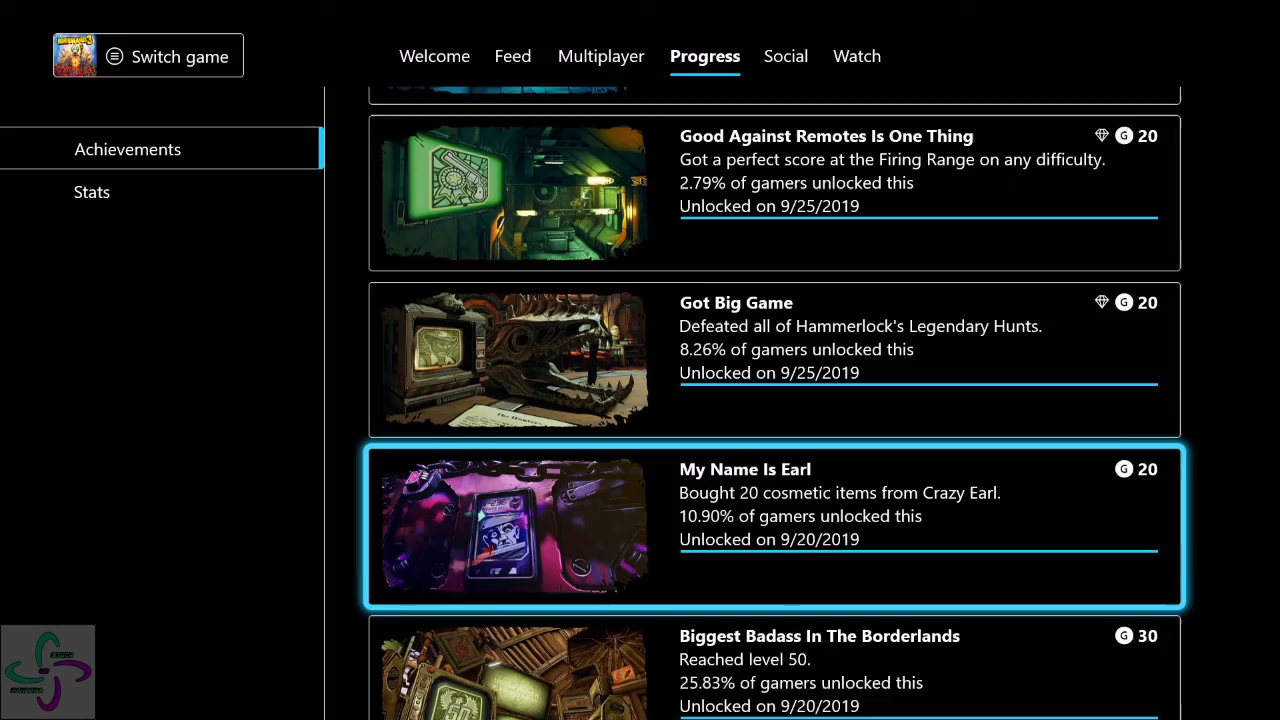 Switch game
Welcome
Feed
Multiplayer
Progress
Social
Watch
Achievements
Stats
Good Against Remotes Is One Thing
G 20
Got a perfect score at the Firing Range on any difficulty.
2.79% of gamers unlocked this
Unlocked on 9/25/2019
Got Big Game
G 20
Defeated all of Hammerlock's Legendary Hunts.
8.26% of gamers unlocked this
Unlocked on 9/25/2019
My Name Is Earl
G 20
Bought 20 cosmetic items from Crazy Earl.
10.90% of gamers unlocked this
Unlocked on 9/20/2019
Biggest Badass In The Borderlands
G 30
Reached level 50.
25.83% of gamers unlocked this
Unlocked on 9/20/2019